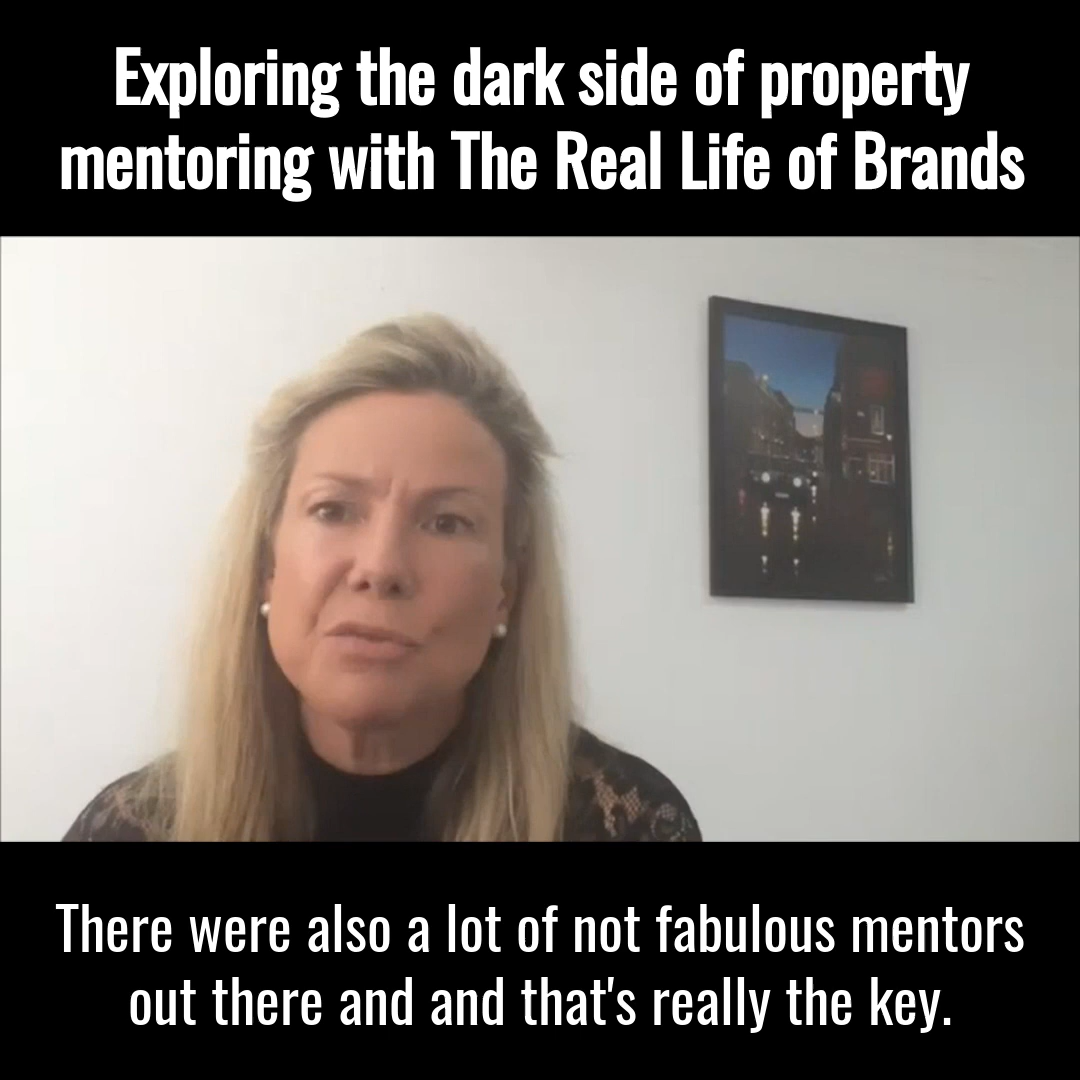 Exploring the dark side of property
mentoring with The Real Life of Brands
There were also a lot of not fabulous mentors
out there and and that's really the key.